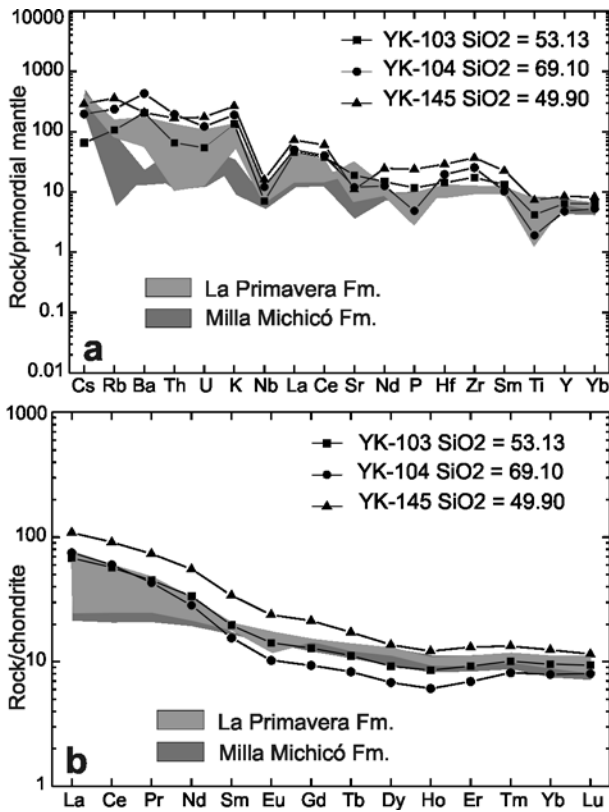 10000
1000
100
10
1
0.1
0.01
Rock/primordial mantle
YK-103 SiO2 = 53.13
YK-104 SiO2 = 69.10
YK-145 SiO2 = 49.90
La Primavera Fm.
Milla Michicó Fm.
a
Cs Rb Ba Th U K Nb La Ce Sr Nd P Hf Zr Sm Ti Y Yb
1000
100
10
1
Rock/chondrite
YK-103 SiO2 = 53.13
YK-104 SiO2 = 69.10
YK-145 SiO2 = 49.90
La Primavera Fm.
Milla Michicó Fm.
b
La Ce Pr Nd Sm Eu Gd Tb Dy Ho Er Tm Yb Lu